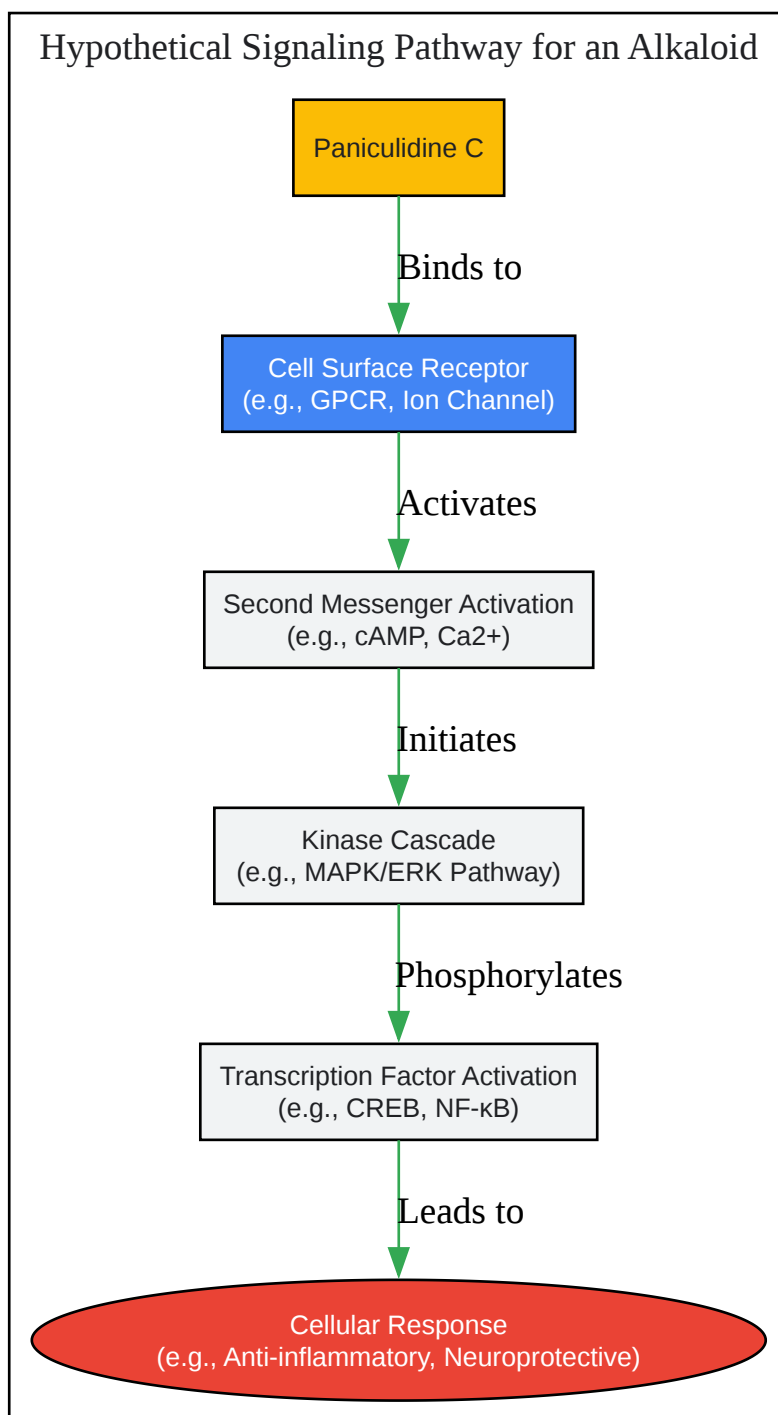 Hypothetical Signaling Pathway for an Alkaloid
Paniculidine C
Binds to
Cell Surface Receptor
(e.g., GPCR, Ion Channel)
Activates
Second Messenger Activation
(e.g., cAMP, Ca2+)
Initiates
Kinase Cascade
(e.g., MAPK/ERK Pathway)
Phosphorylates
Transcription Factor Activation
(e.g., CREB, NF-κB)
Leads to
Cellular Response
(e.g., Anti-inflammatory, Neuroprotective)